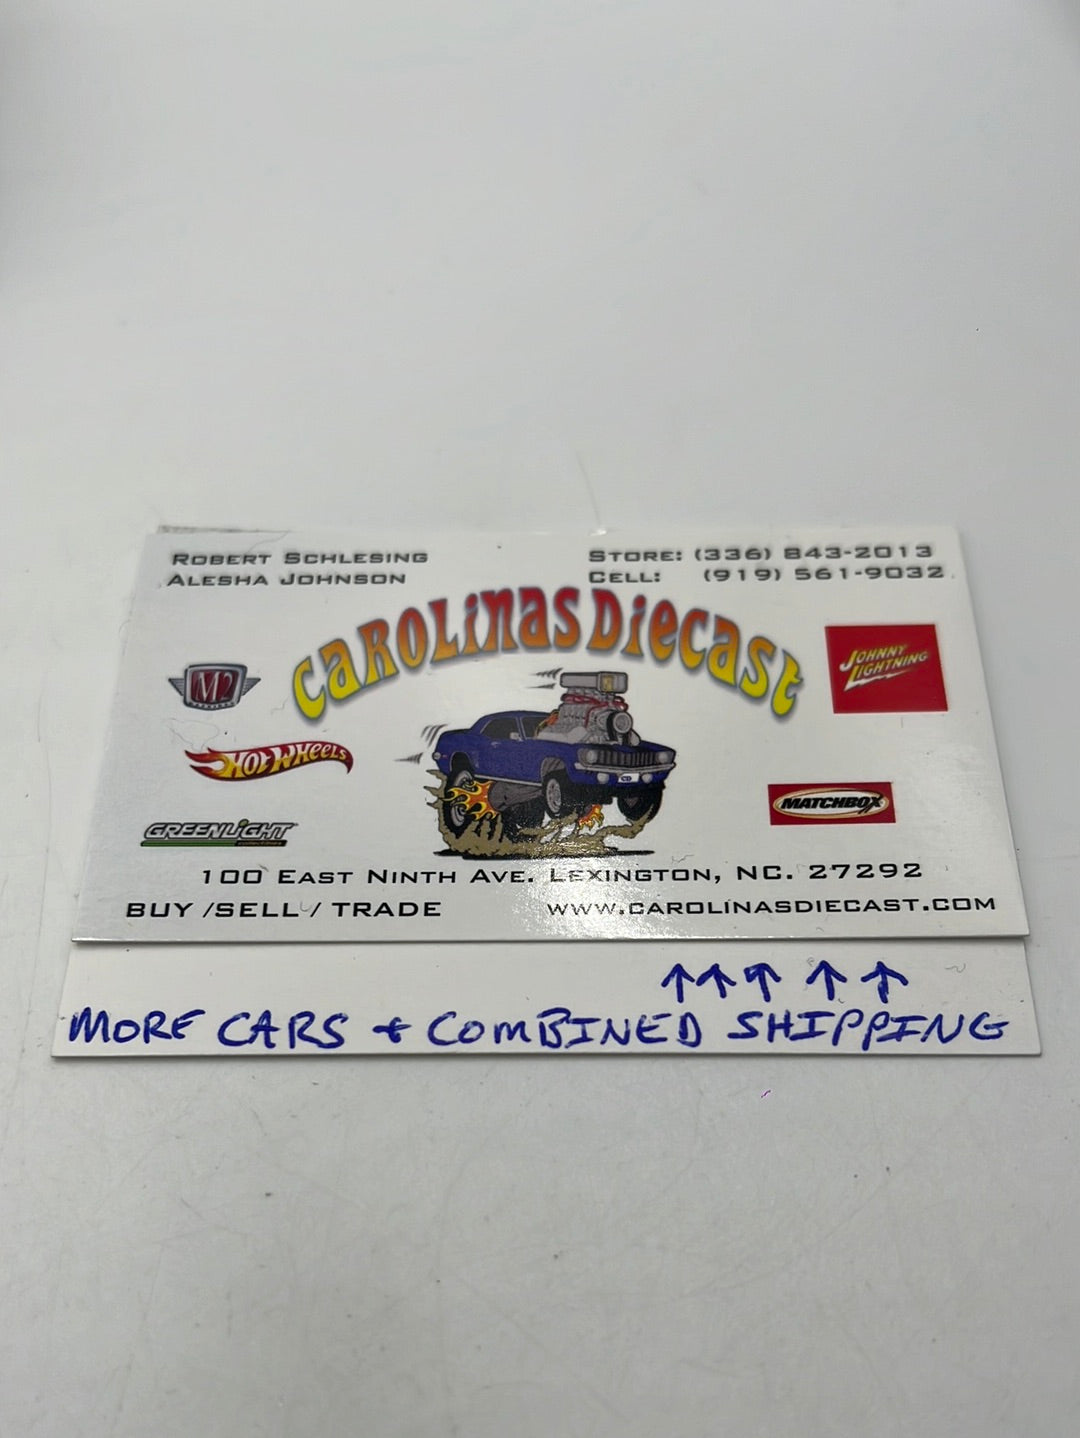 ROBERT SCHLESING
ALESHA JOHNSON
STORE: (336) 843-2013
CELL: (919) 561-9032
CAROLINAS DIECAST
M2
JOHNNY LIGHTNING
HOT WHEELS
CD
MATCHBOX
GREENLIGHT
100 EAST NINTH AVE. LEXINGTON, NC. 27292
BUY /SELL / TRADE
WWW.CAROLINASDIECAST.COM
↑↑↑ ↑ ↑
MORE CARS + COMBINED SHIPPING